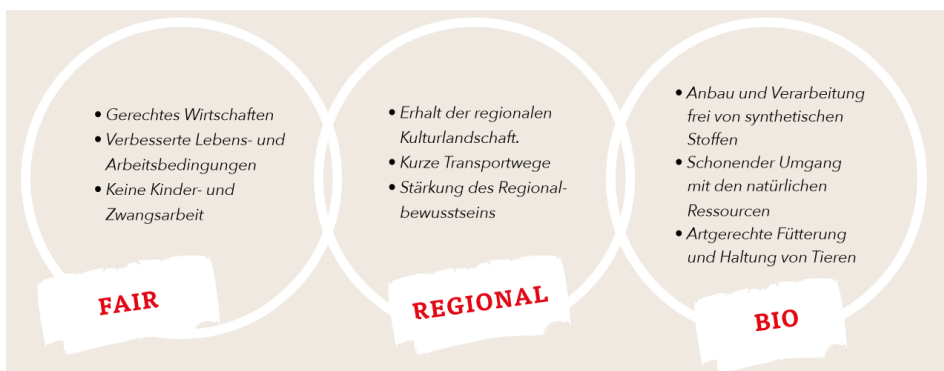 • Gerechtes Wirtschaften
• Verbesserte Lebens- und
Arbeitsbedingungen
• Keine Kinder- und
Zwangsarbeit
FAIR
• Erhalt der regionalen
Kulturlandschaft.
• Kurze Transportwege
• Stärkung des Regional-
bewusstseins
REGIONAL
• Anbau und Verarbeitung
frei von synthetischen
Stoffen
• Schonender Umgang
mit den natürlichen
Ressourcen
• Artgerechte Fütterung
und Haltung von Tieren
BIO